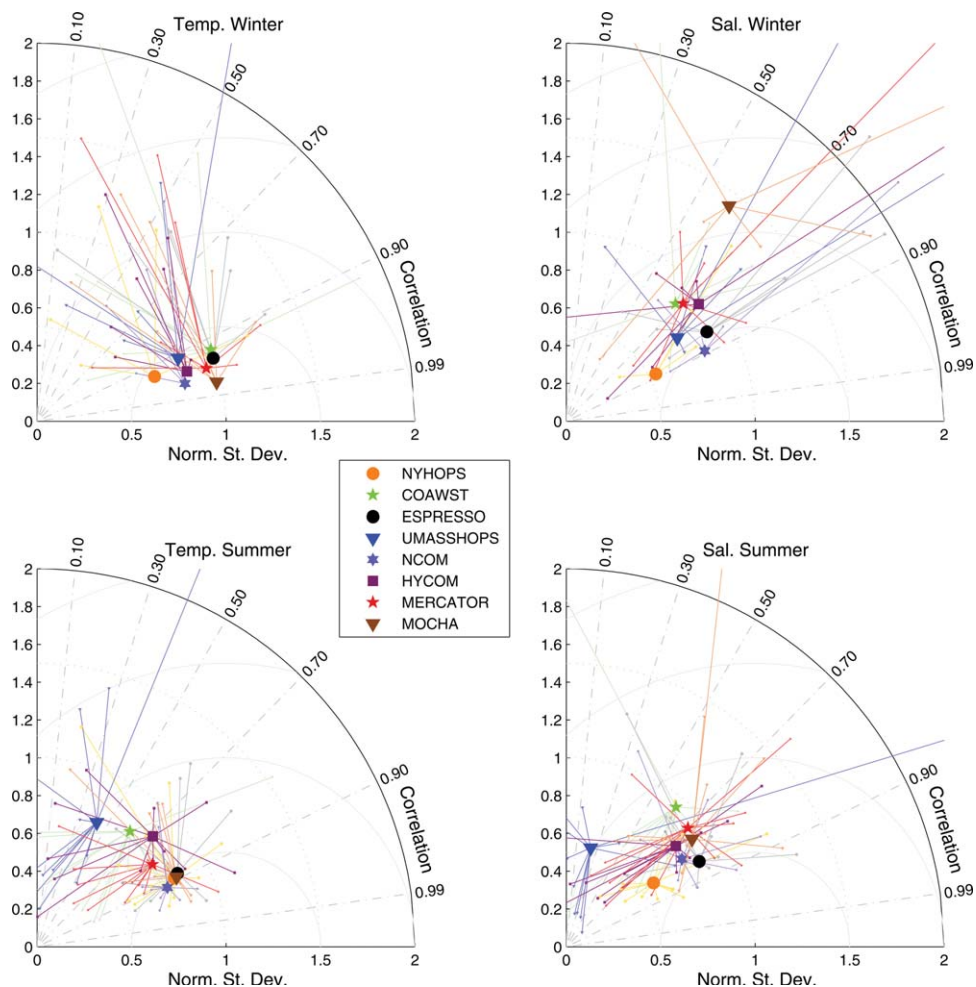 Temp. Winter
2
1.8
1.6
1.4
1.2
1
0.8
0.6
0.4
0.2
0
0 0.5 1 1.5 2
Norm. St. Dev.
0.10
0.30
0.50
0.70
0.90
0.99
Correlation
Sal. Winter
2
1.8
1.6
1.4
1.2
1
0.8
0.6
0.4
0.2
0
0 0.5 1 1.5 2
Norm. St. Dev.
0.10
0.30
0.50
0.70
0.90
0.99
Correlation
NYHOPS
COAWST
ESPRESSO
UMASSHOPS
NCOM
HYCOM
MERCATOR
MOCHA
Temp. Summer
2
1.8
1.6
1.4
1.2
1
0.8
0.6
0.4
0.2
0
0 0.5 1 1.5 2
Norm. St. Dev.
0.10
0.30
0.50
0.70
0.90
0.99
Correlation
Sal. Summer
2
1.8
1.6
1.4
1.2
1
0.8
0.6
0.4
0.2
0
0 0.5 1 1.5 2
Norm. St. Dev.
0.10
0.30
0.50
0.70
0.90
0.99
Correlation